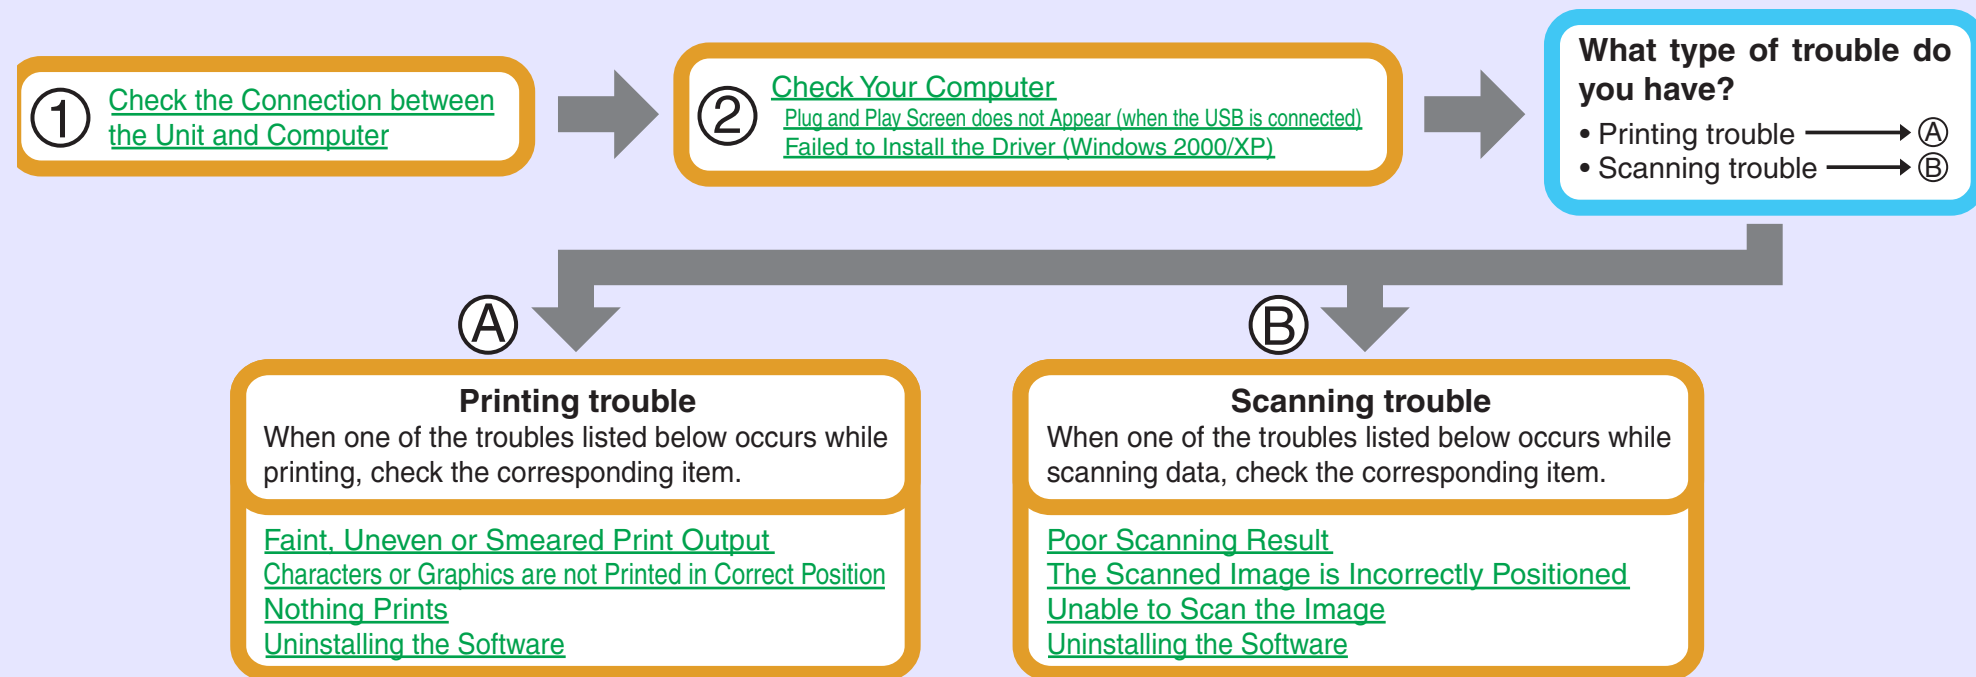 ① Check the Connection between
the Unit and Computer
② Check Your Computer
Plug and Play Screen does not Appear (when the USB is connected)
Failed to Install the Driver (Windows 2000/XP)
What type of trouble do
you have?
• Printing trouble Ⓐ
• Scanning trouble Ⓑ
Ⓐ
Printing trouble
When one of the troubles listed below occurs while
printing, check the corresponding item.
Faint, Uneven or Smeared Print Output
Characters or Graphics are not Printed in Correct Position
Nothing Prints
Uninstalling the Software
Ⓑ
Scanning trouble
When one of the troubles listed below occurs while
scanning data, check the corresponding item.
Poor Scanning Result
The Scanned Image is Incorrectly Positioned
Unable to Scan the Image
Uninstalling the Software